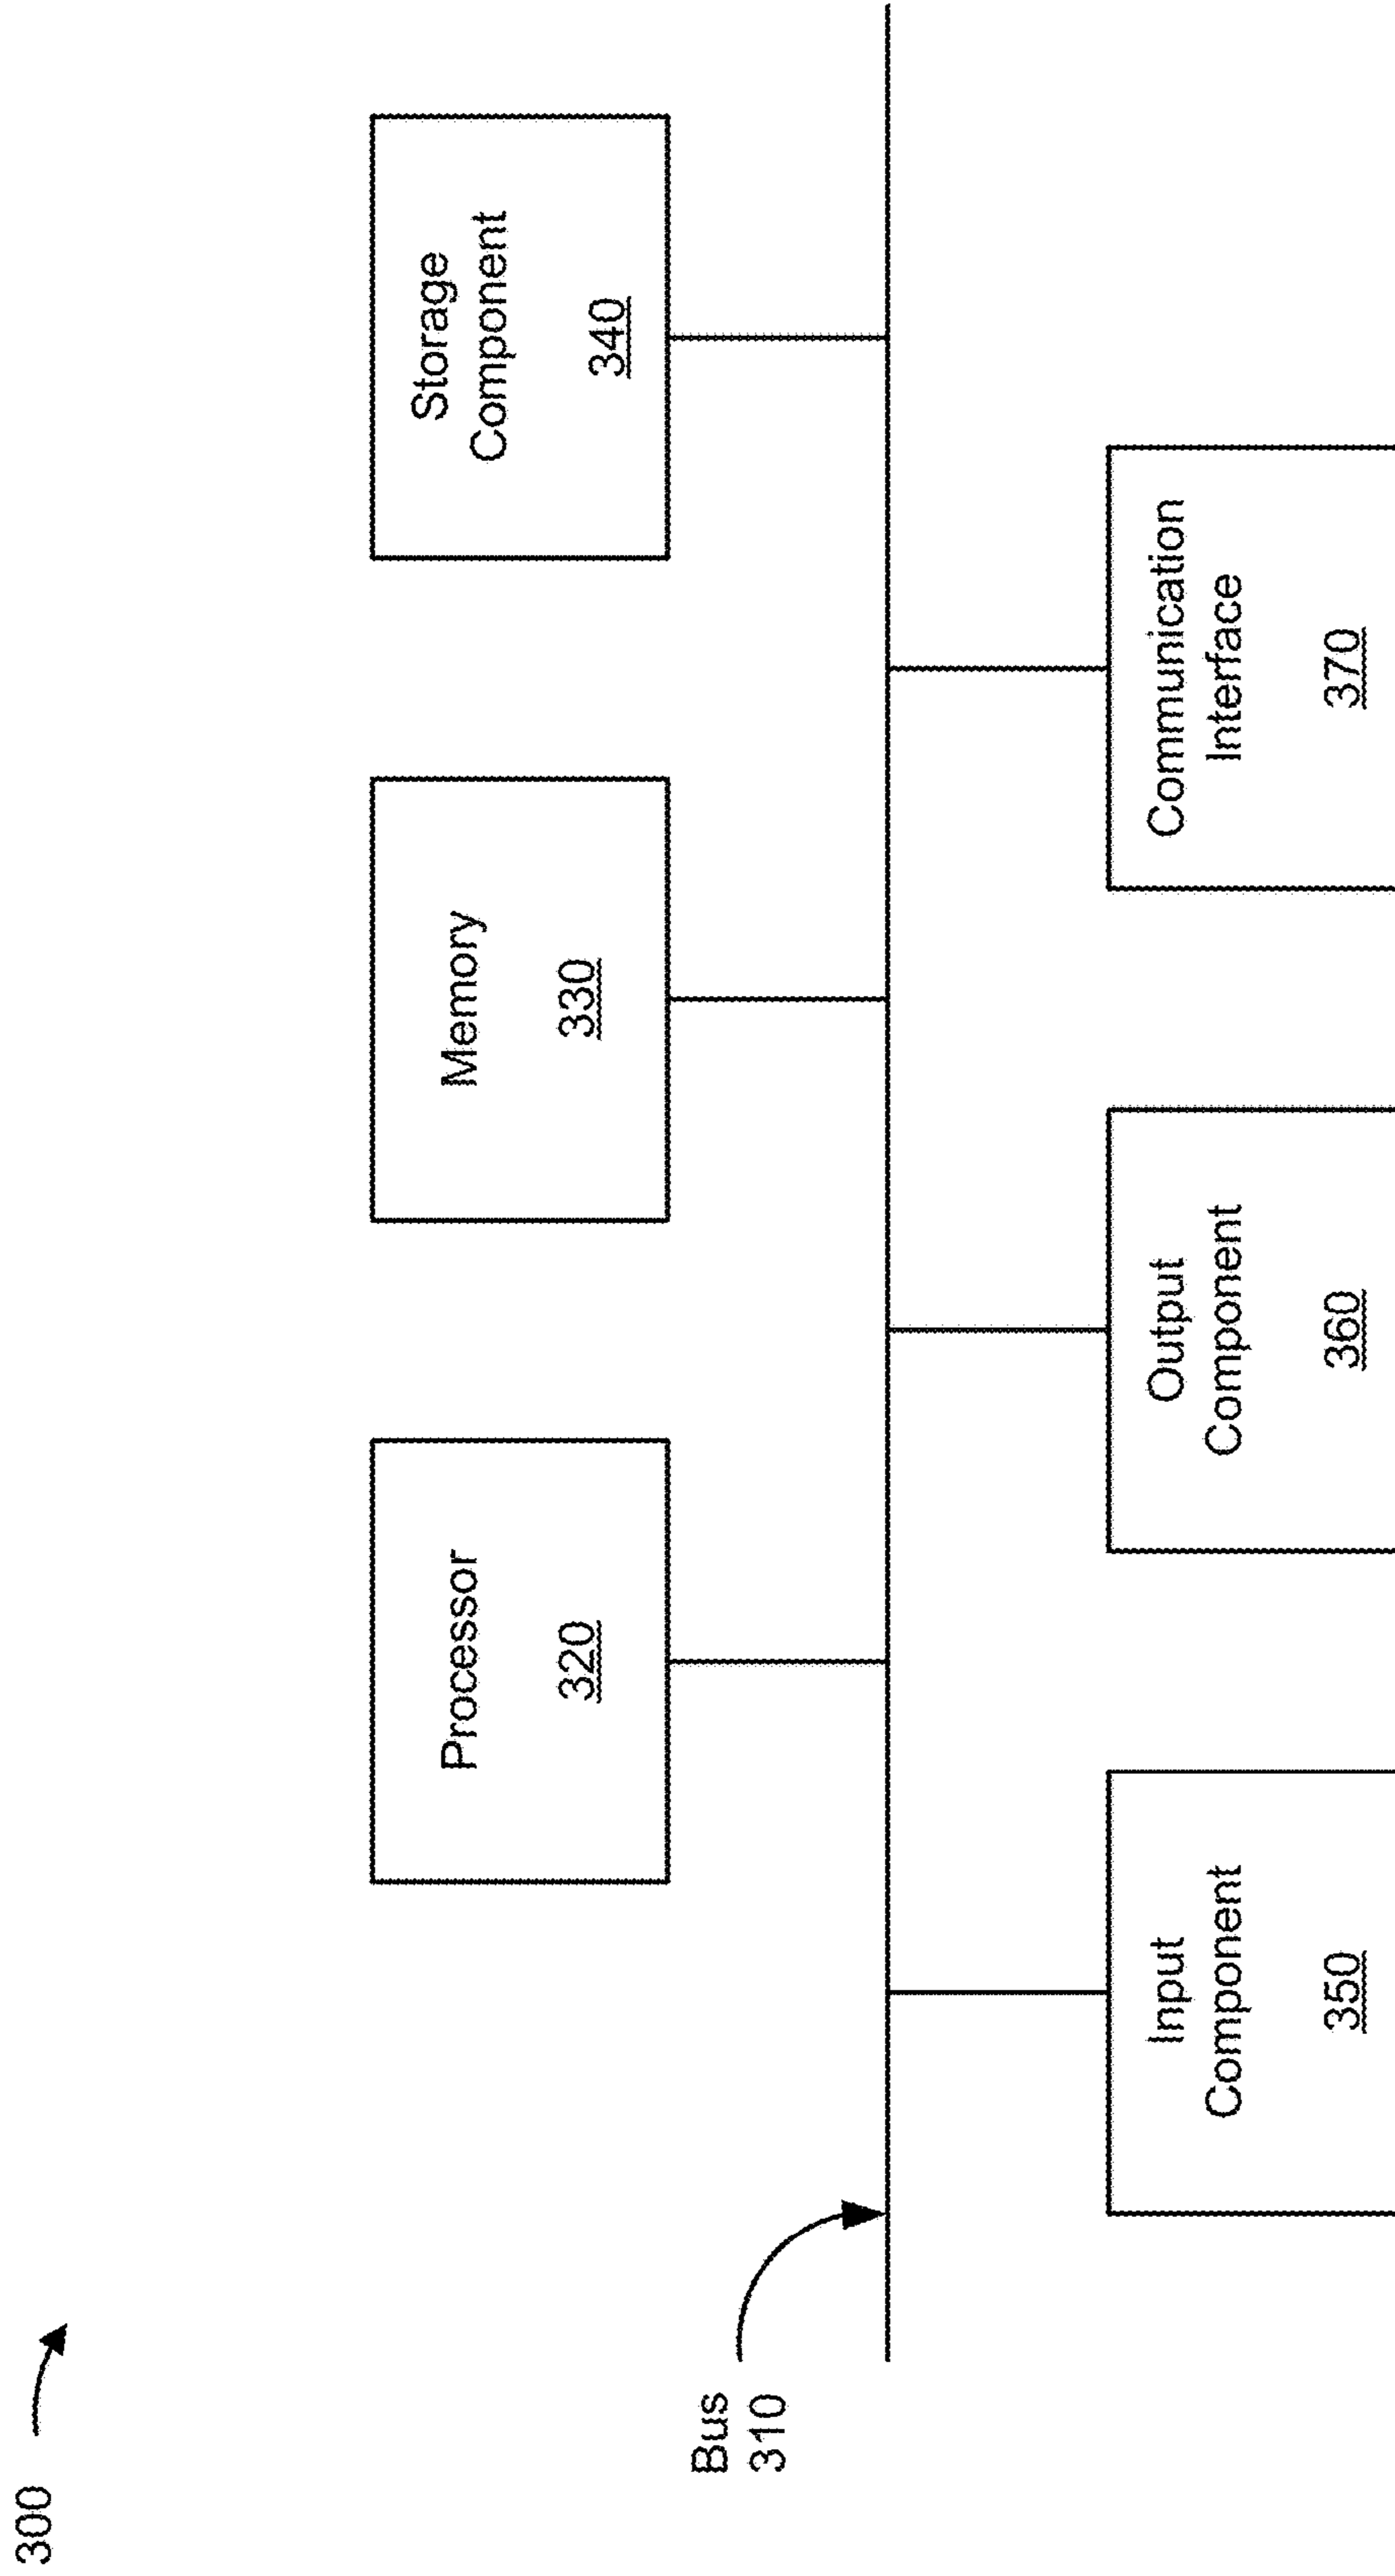 300
Processor
320
Memory
330
Storage
Component
340
Bus
310
Input
Component
350
Output
Component
360
Communication
Interface
370